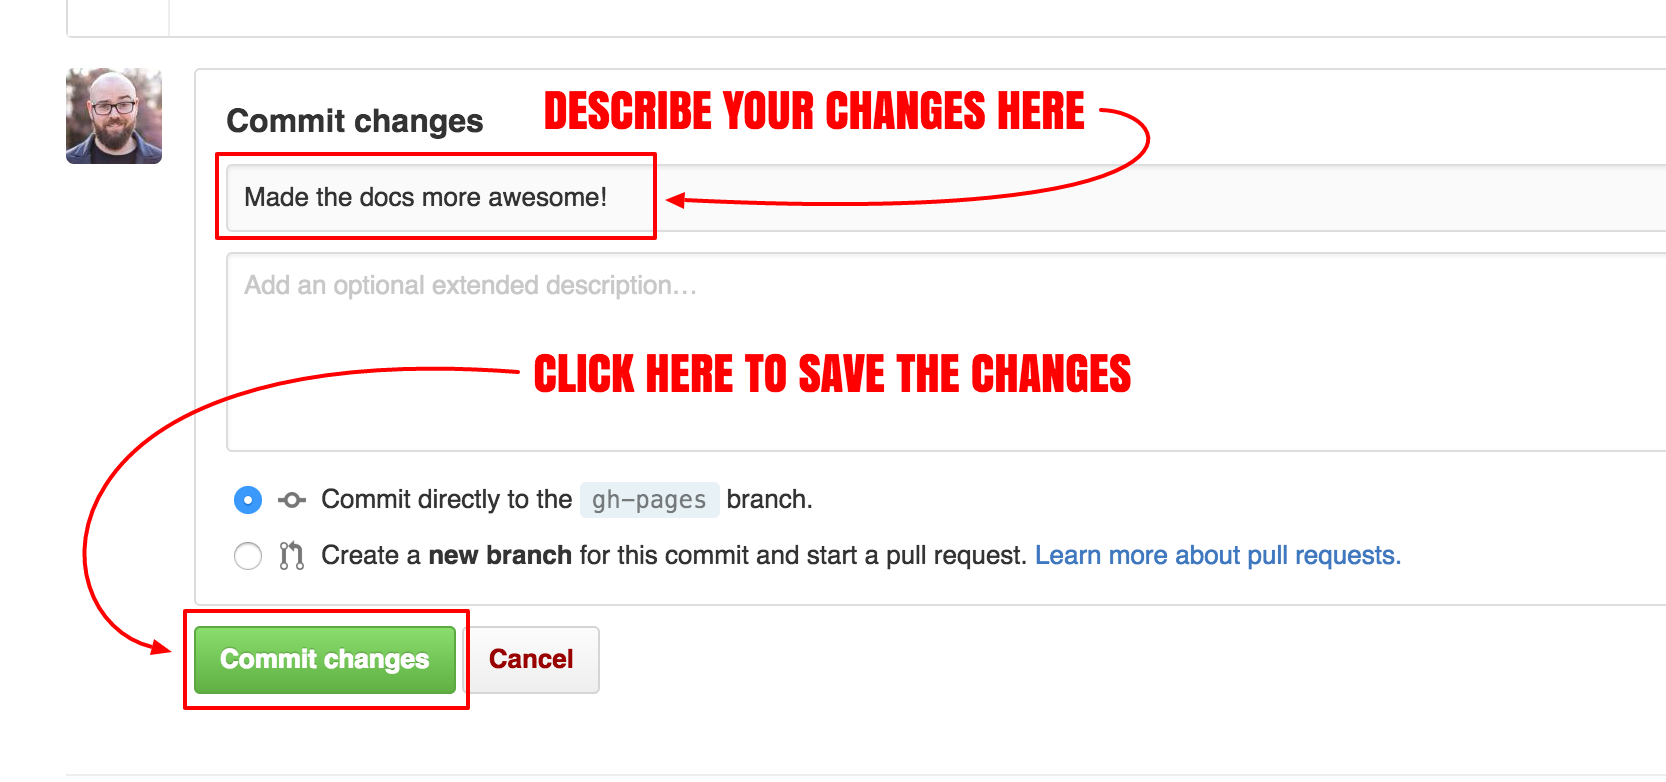 Commit changes
DESCRIBE YOUR CHANGES HERE
Made the docs more awesome!
Add an optional extended description…
CLICK HERE TO SAVE THE CHANGES
Commit directly to the gh-pages branch.
Create a new branch for this commit and start a pull request. Learn more about pull requests.
Commit changes
Cancel